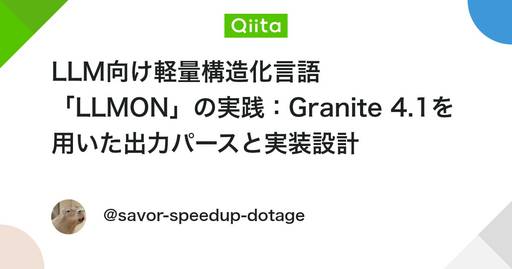 Qiita
LLM向け軽量構造化言語
「LLMON」の実践：Granite 4.1を
用いた出力パースと実装設計
@savor-speedup-dotage